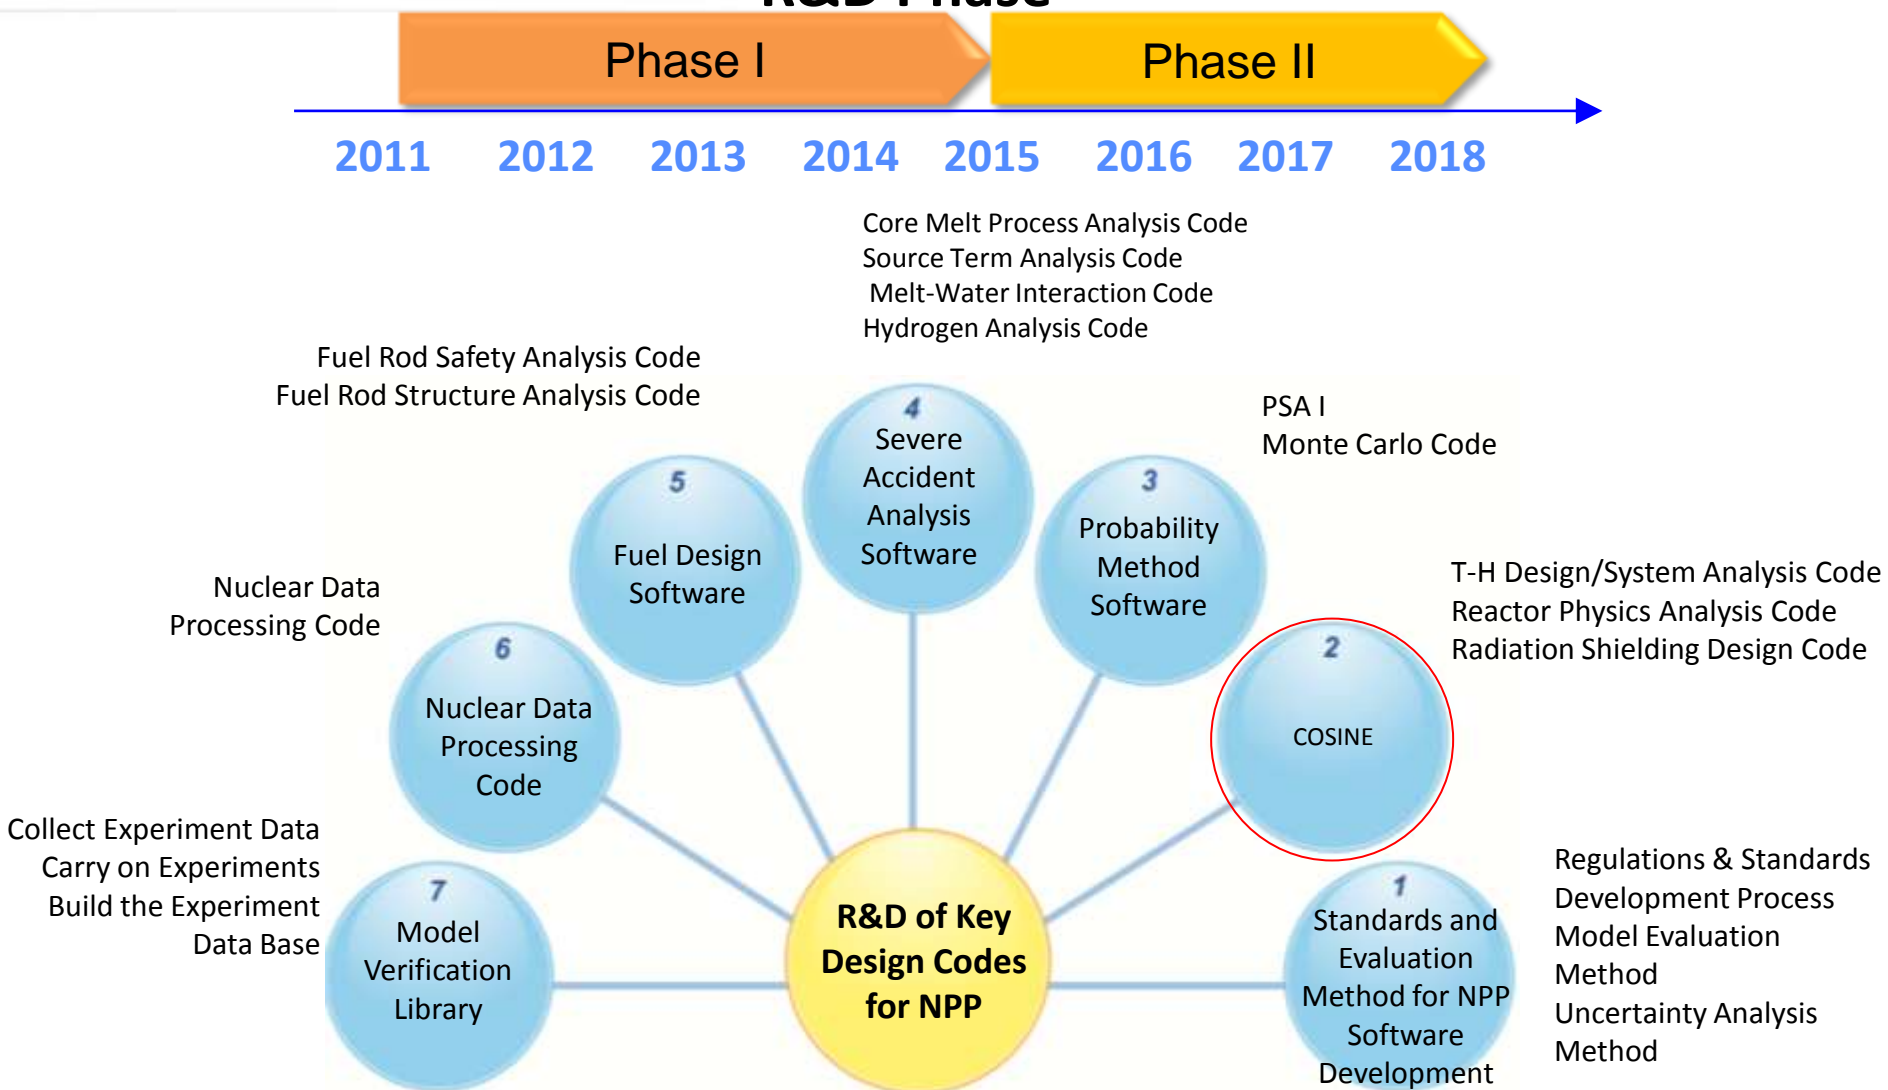 R&D Phase
Phase I
Phase II
2011 2012 2013 2014 2015 2016 2017 2018
Core Melt Process Analysis Code
Source Term Analysis Code
Melt-Water Interaction Code
Hydrogen Analysis Code
Fuel Rod Safety Analysis Code
Fuel Rod Structure Analysis Code
PSA I
Monte Carlo Code
4
Severe
Accident
Analysis
Software
5
Fuel Design
Software
3
Probability
Method
Software
Nuclear Data
Processing Code
T-H Design/System Analysis Code
Reactor Physics Analysis Code
Radiation Shielding Design Code
6
Nuclear Data
Processing
Code
2
COSINE
Collect Experiment Data
Carry on Experiments
Build the Experiment
Data Base
7
Model
Verification
Library
R&D of Key
Design Codes
for NPP
1
Standards and
Evaluation
Method for NPP
Software
Development
Regulations & Standards
Development Process
Model Evaluation
Method
Uncertainty Analysis
Method